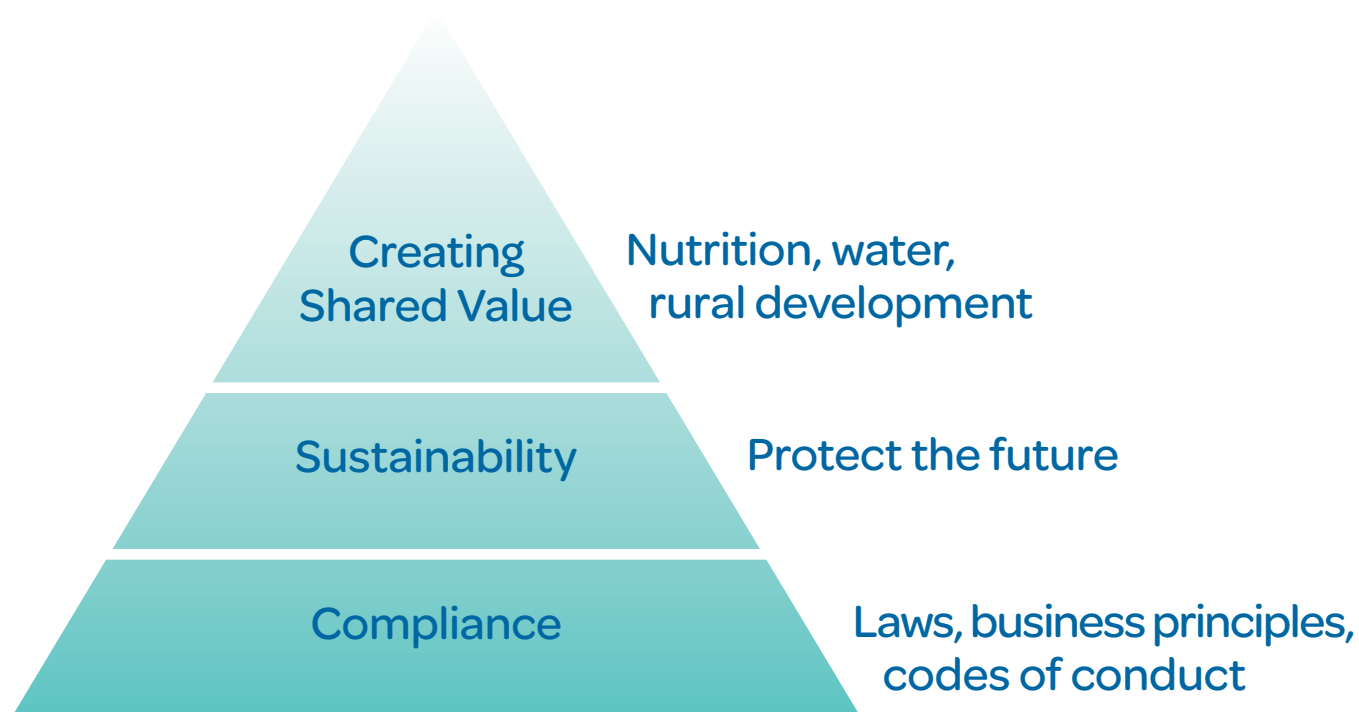 Creating
Shared Value
Nutrition, water,
rural development
Sustainability
Protect the future
Compliance
Laws, business principles,
codes of conduct